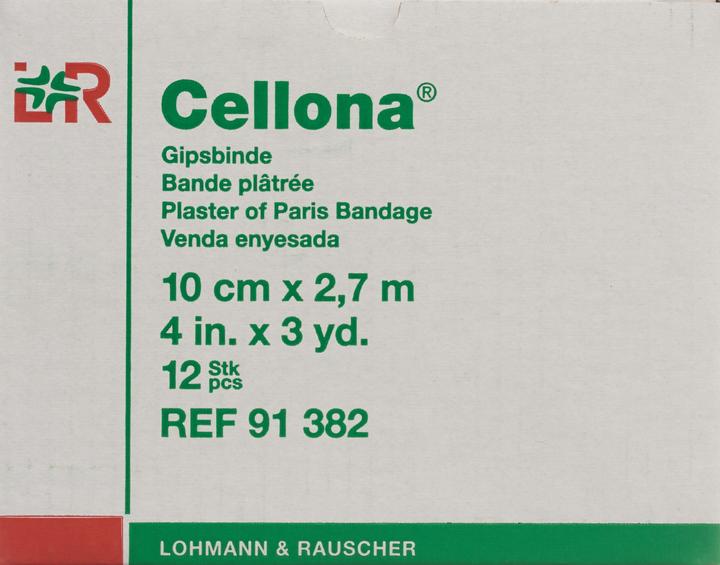 L&R
Cellona®
Gipsbinde
Bande plâtrée
Plaster of Paris Bandage
Venda enyesada
10 cm x 2,7 m
4 in. x 3 yd.
12 Stk
pcs
REF 91 382
LOHMANN & RAUSCHER